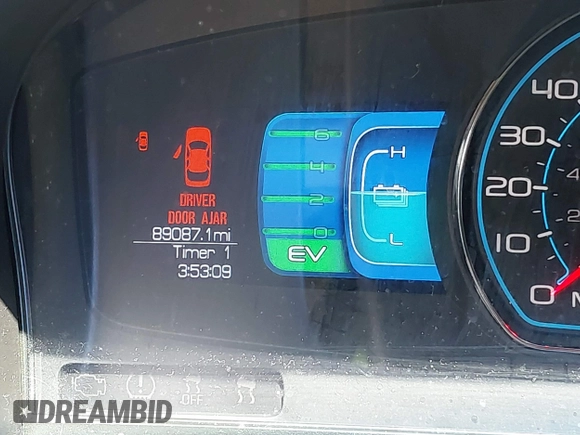 DRIVER
DOOR AJAR
89087.1mi
Timer 1
3:53:09
6
4
2
0
EV
H
L
40
30
20
10
0
OFF
DREAMBID